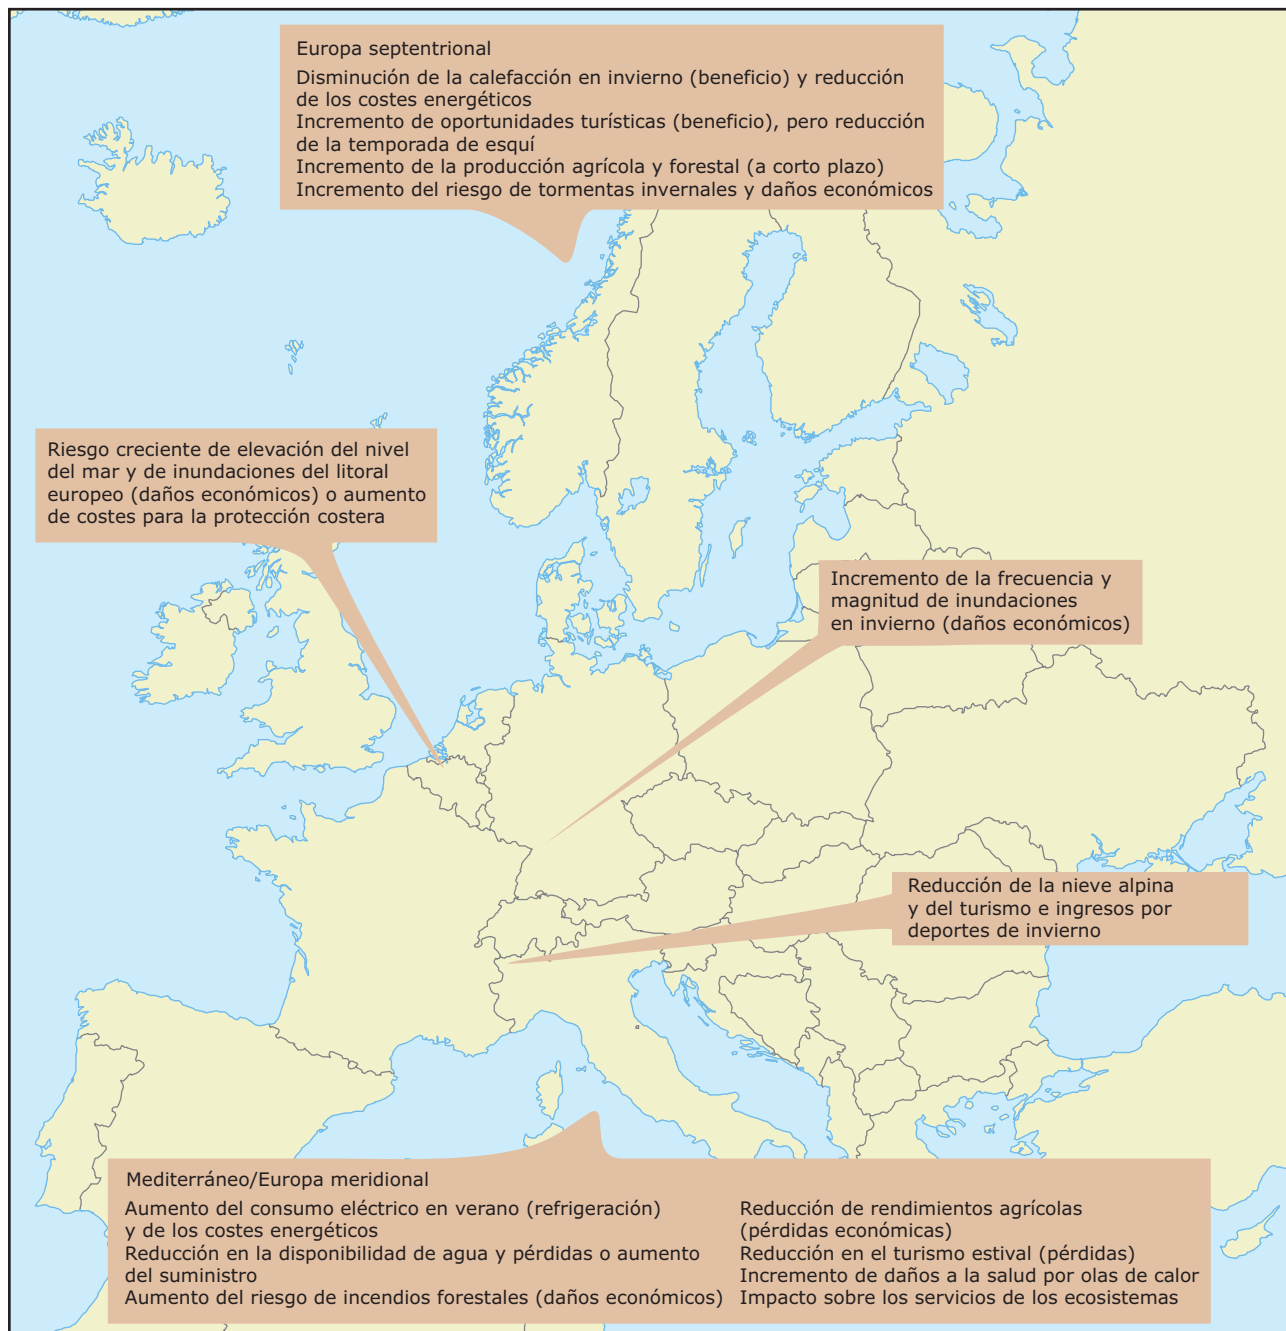 Europa septentrional
Disminución de la calefacción en invierno (beneficio) y reducción
de los costes energéticos
Incremento de oportunidades turísticas (beneficio), pero reducción
de la temporada de esquí
Incremento de la producción agrícola y forestal (a corto plazo)
Incremento del riesgo de tormentas invernales y daños económicos
Riesgo creciente de elevación del nivel
del mar y de inundaciones del litoral
europeo (daños económicos) o aumento
de costes para la protección costera
Incremento de la frecuencia y
magnitud de inundaciones
en invierno (daños económicos)
Reducción de la nieve alpina
y del turismo e ingresos por
deportes de invierno
Mediterráneo/Europa meridional
Aumento del consumo eléctrico en verano (refrigeración)
y de los costes energéticos
Reducción en la disponibilidad de agua y pérdidas o aumento
del suministro
Aumento del riesgo de incendios forestales (daños económicos)
Reducción de rendimientos agrícolas
(pérdidas económicas)
Reducción en el turismo estival (pérdidas)
Incremento de daños a la salud por olas de calor
Impacto sobre los servicios de los ecosistemas